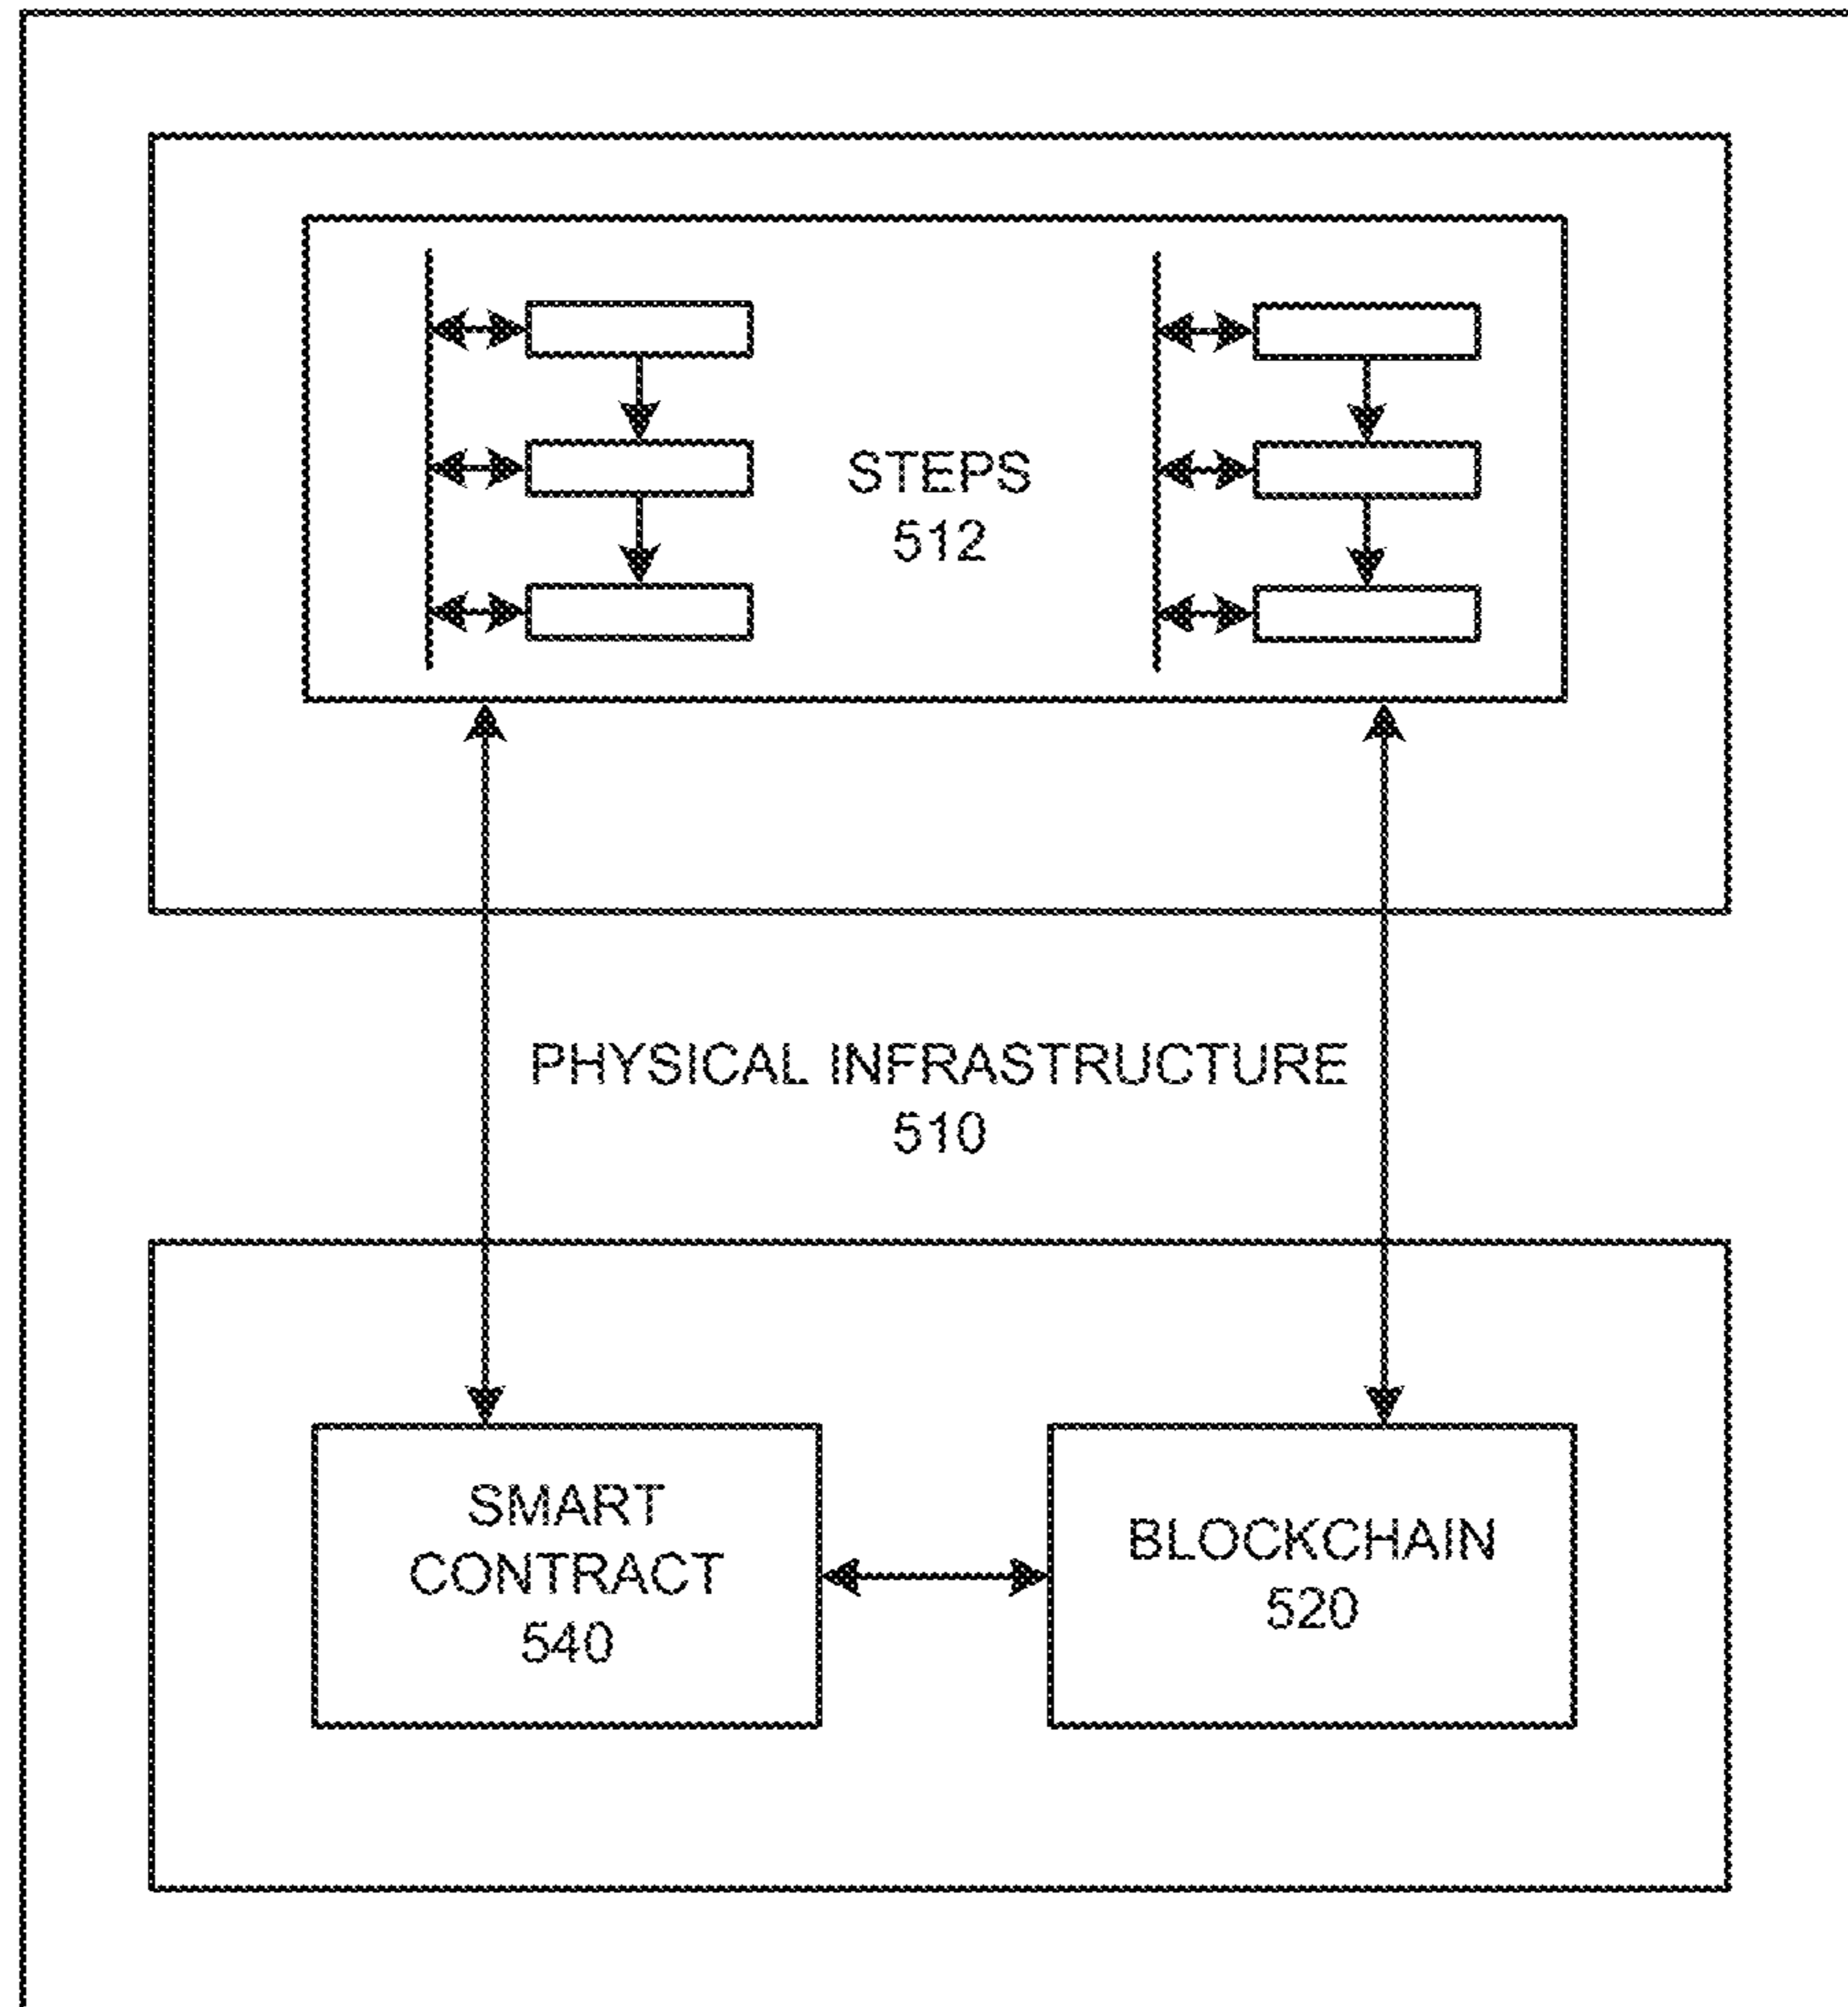 STEPS
512
PHYSICAL INFRASTRUCTURE
510
SMART
CONTRACT
540
BLOCKCHAIN
520